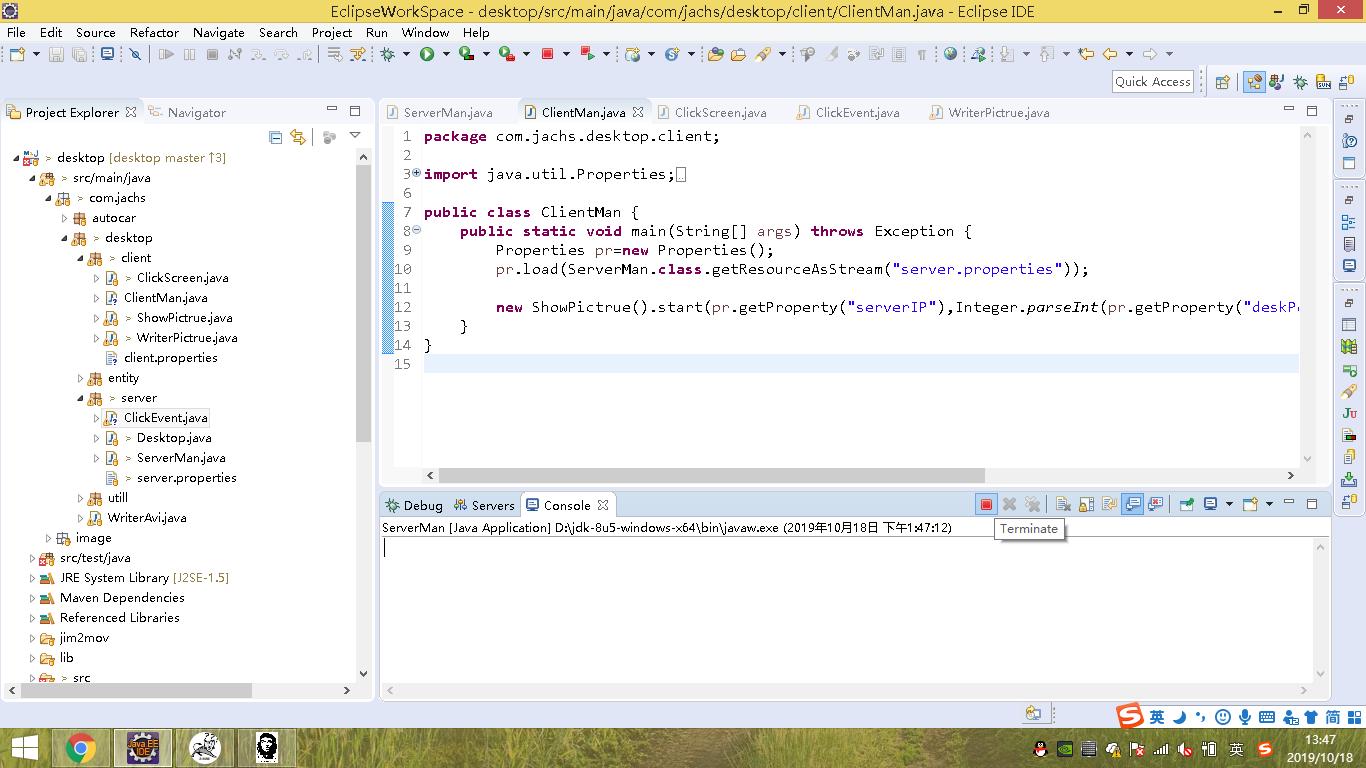 EclipseWorkSpace - desktop/src/main/java/com/jachs/desktop/client/ClientMan.java - Eclipse IDE
File Edit Source Refactor Navigate Search Project Run Window Help
Quick Access
Project Explorer
Navigator
> desktop [desktop master ↑3]
> src/main/java
> com.jachs
autocar
> desktop
> client
> ClickScreen.java
ClientMan.java
> ShowPictrue.java
> WriterPictrue.java
client.properties
entity
> server
ClickEvent.java
> Desktop.java
> ServerMan.java
> server.properties
utill
WriterAvi.java
image
src/test/java
JRE System Library [J2SE-1.5]
Maven Dependencies
Referenced Libraries
jim2mov
lib
> src
ServerMan.java ClientMan.java ClickScreen.java ClickEvent.java WriterPictrue.java
1 package com.jachs.desktop.client;
2
3 import java.util.Properties;
6
7 public class ClientMan {
8 public static void main(String[] args) throws Exception {
9 Properties pr=new Properties();
10 pr.load(ServerMan.class.getResourceAsStream("server.properties"));
11
12 new ShowPictrue().start(pr.getProperty("serverIP"),Integer.parseInt(pr.getProperty("deskP
13 }
14 }
15
Debug Servers Console
ServerMan [Java Application] D:\jdk-8u5-windows-x64\bin\javaw.exe (2019年10月18日 下午1:47:12)
Terminate
英 简
Java EE
IDE
英
13:47
2019/10/18